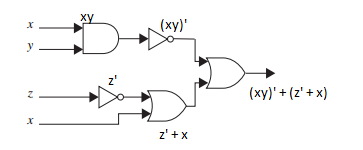 x
xy
(xy)'
y
z
z'
(xy)' + (z' + x)
x
z' + x